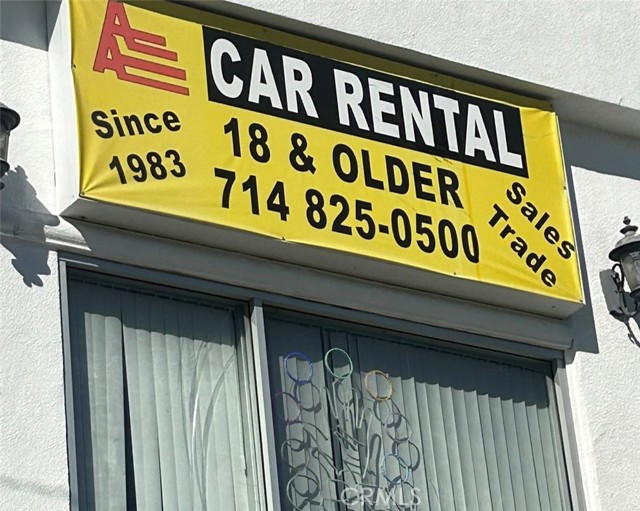 A
A
CAR RENTAL
Since
1983
18 & OLDER
714 825-0500
Sales
Trade
CRMLS